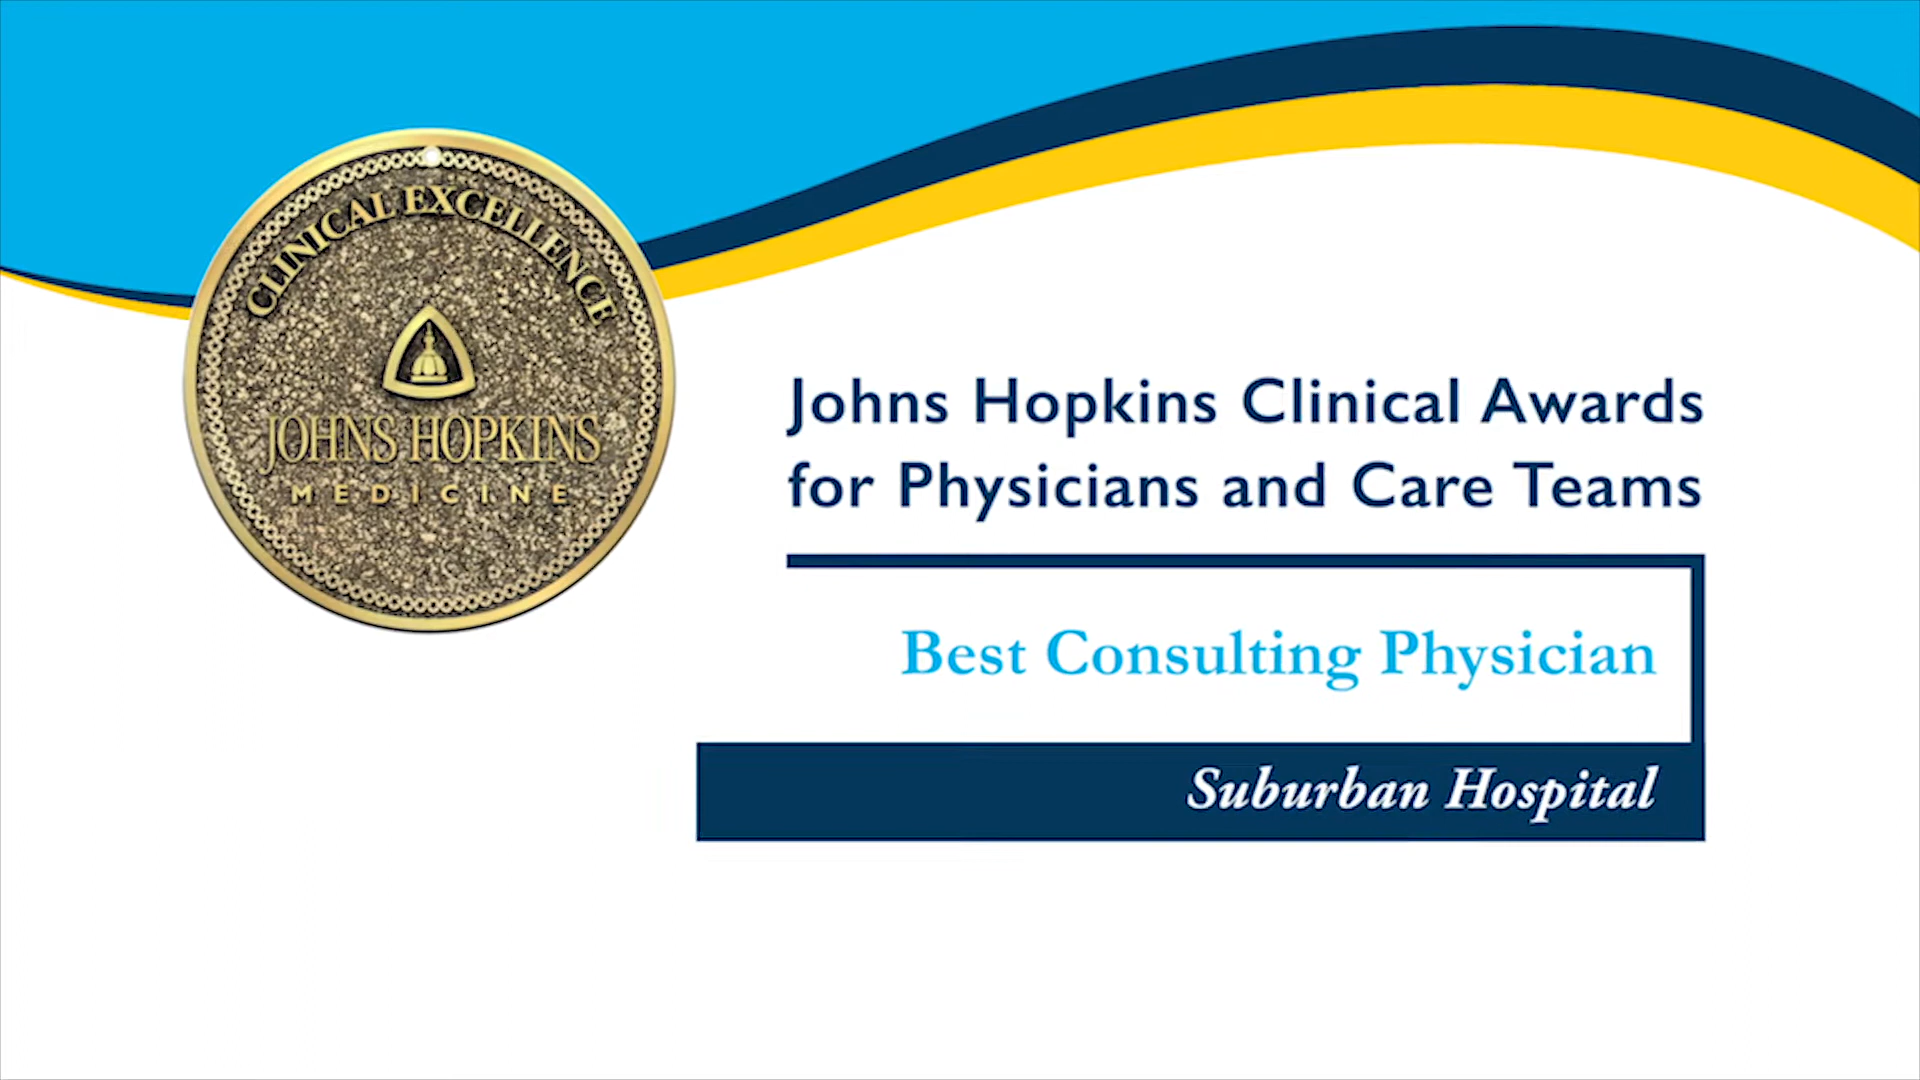 CLINICAL EXCELLENCE
JOHNS HOPKINS
MEDICINE
Johns Hopkins Clinical Awards
for Physicians and Care Teams
Best Consulting Physician
Suburban Hospital